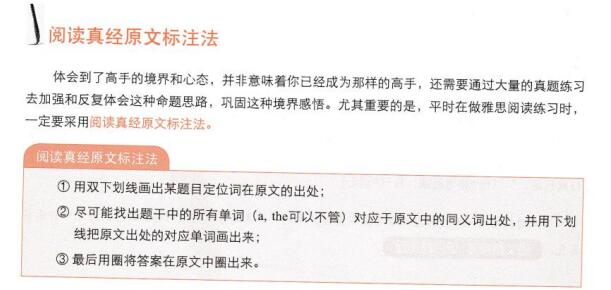 阅读真经原文标注法
体会到了高手的境界和心态，并非意味着你已经成为那样的高手，还需要通过大量的真题练习
去加强和反复体会这种命题思路，巩固这种境界感悟。尤其重要的是，平时在做雅思阅读练习时，
一定要采用阅读真经原文标注法。
阅读真经原文标注法
① 用双下划线画出某题目定位词在原文的出处；
② 尽可能找出题干中的所有单词（a, the可以不管）对应于原文中的同义词出处，并用下划
线把原文出处的对应单词画出来；
③ 最后用圈将答案在原文中圈出来。